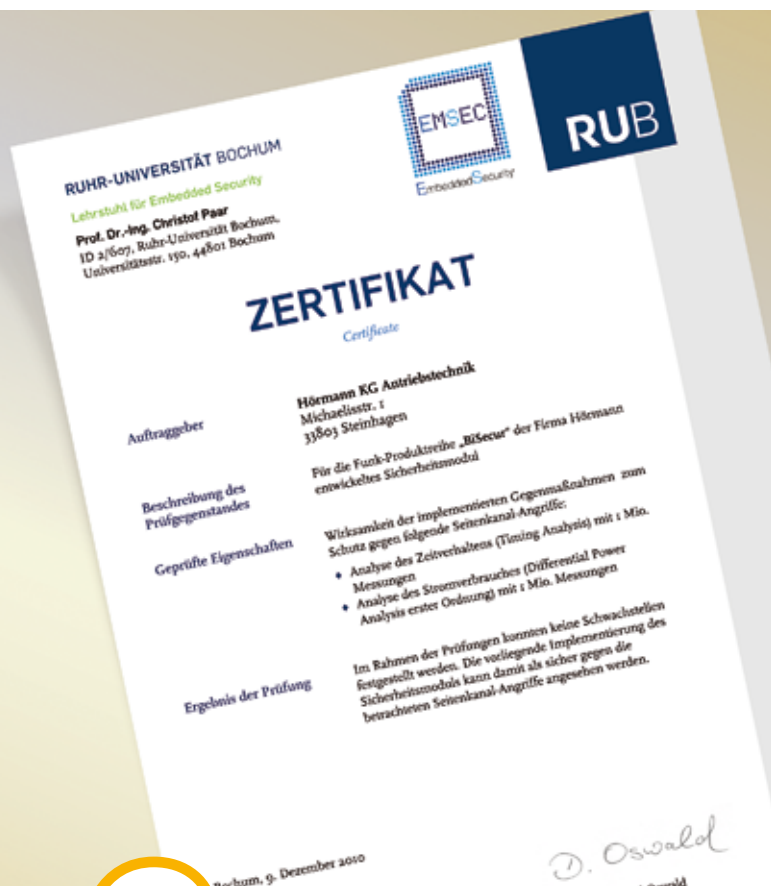 RUHR-UNIVERSITÄT BOCHUM
Lehrstuhl für Embedded Security
Prof. Dr.-Ing. Christof Paar
ID 2/607, Ruhr-Universität Bochum,
Universitätsstr. 150, 44801 Bochum
EMSEC
EmbeddedSecurity
RUB
ZERTIFIKAT
Certificate
Auftraggeber
Hörmann KG Antriebstechnik
Michaelisstr. 1
33803 Steinhagen
Beschreibung des
Prüfgegenstandes
Für die Funk-Produktreihe „BiSecur“ der Firma Hörmann
entwickeltes Sicherheitsmodul
Geprüfte Eigenschaften
Wirksamkeit der implementierten Gegenmaßnahmen zum
Schutz gegen folgende Seitenkanal-Angriffe:
Analyse des Zeitverhaltens (Timing Analysis) mit 1 Mio.
Messungen
Analyse des Stromverbrauches (Differential Power
Analysis erster Ordnung) mit 1 Mio. Messungen
Ergebnis der Prüfung
Im Rahmen der Prüfungen konnten keine Schwachstellen
festgestellt werden. Die vorliegende Implementierung des
Sicherheitsmoduls kann damit als sicher gegen die
betrachteten Seitenkanal-Angriffe angesehen werden.
Bochum, 9. Dezember 2010
D. Oswald
Oswald